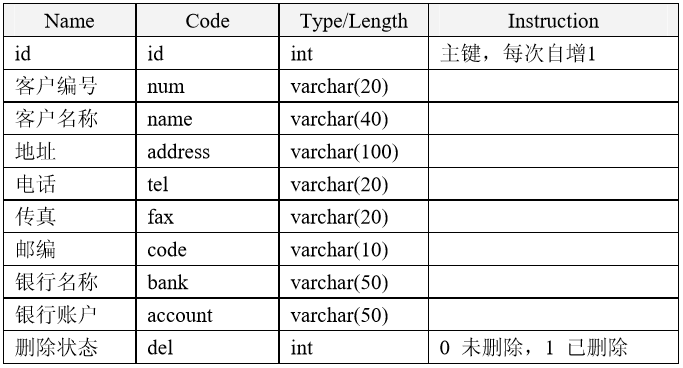 Name Code Type/Length Instruction
id id int 主键，每次自增1
客户编号 num varchar(20)
客户名称 name varchar(40)
地址 address varchar(100)
电话 tel varchar(20)
传真 fax varchar(20)
邮编 code varchar(10)
银行名称 bank varchar(50)
银行账户 account varchar(50)
删除状态 del int 0 未删除，1 已删除